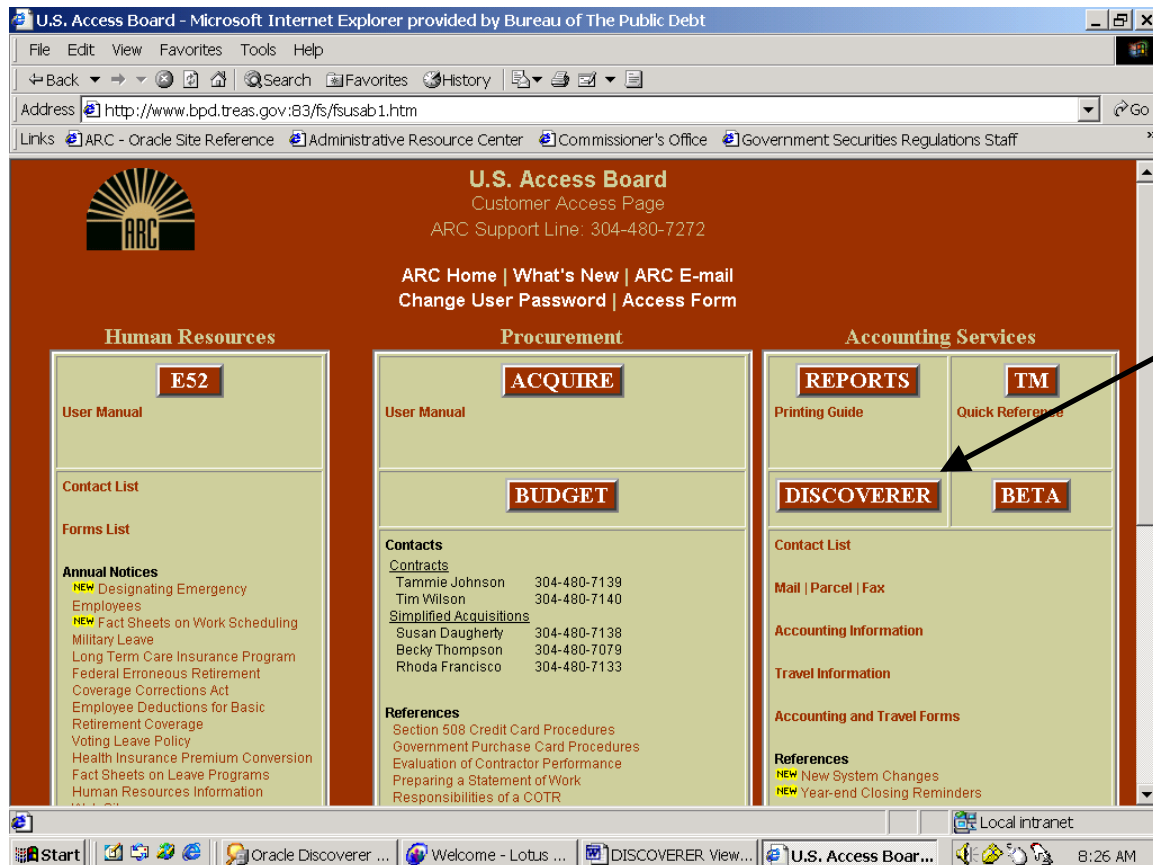 U.S. Access Board - Microsoft Internet Explorer provided by Bureau of The Public Debt
File Edit View Favorites Tools Help
Back Search Favorites History
Address http://www.bpd.treas.gov:83/fs/fsusab1.htm Go
Links ARC - Oracle Site Reference Administrative Resource Center Commissioner's Office Government Securities Regulations Staff »
ARC
U.S. Access Board
Customer Access Page
ARC Support Line: 304-480-7272
ARC Home | What's New | ARC E-mail
Change User Password | Access Form
Human Resources
E52
User Manual
Contact List
Forms List
Annual Notices
NEW Designating Emergency
Employees
NEW Fact Sheets on Work Scheduling
Military Leave
Long Term Care Insurance Program
Federal Erroneous Retirement
Coverage Corrections Act
Employee Deductions for Basic
Retirement Coverage
Voting Leave Policy
Health Insurance Premium Conversion
Fact Sheets on Leave Programs
Human Resources Information
Procurement
ACQUIRE
User Manual
BUDGET
Contacts
Contracts
Tammie Johnson 304-480-7139
Tim Wilson 304-480-7140
Simplified Acquisitions
Susan Daugherty 304-480-7138
Becky Thompson 304-480-7079
Rhoda Francisco 304-480-7133
References
Section 508 Credit Card Procedures
Government Purchase Card Procedures
Evaluation of Contractor Performance
Preparing a Statement of Work
Responsibilities of a COTR
Accounting Services
REPORTS
Printing Guide
TM
Quick Reference
DISCOVERER
BETA
Contact List
Mail | Parcel | Fax
Accounting Information
Travel Information
Accounting and Travel Forms
References
NEW New System Changes
NEW Year-end Closing Reminders
Local intranet
Start Oracle Discoverer ... Welcome - Lotus ... DISCOVERER View... U.S. Access Boar... 8:26 AM